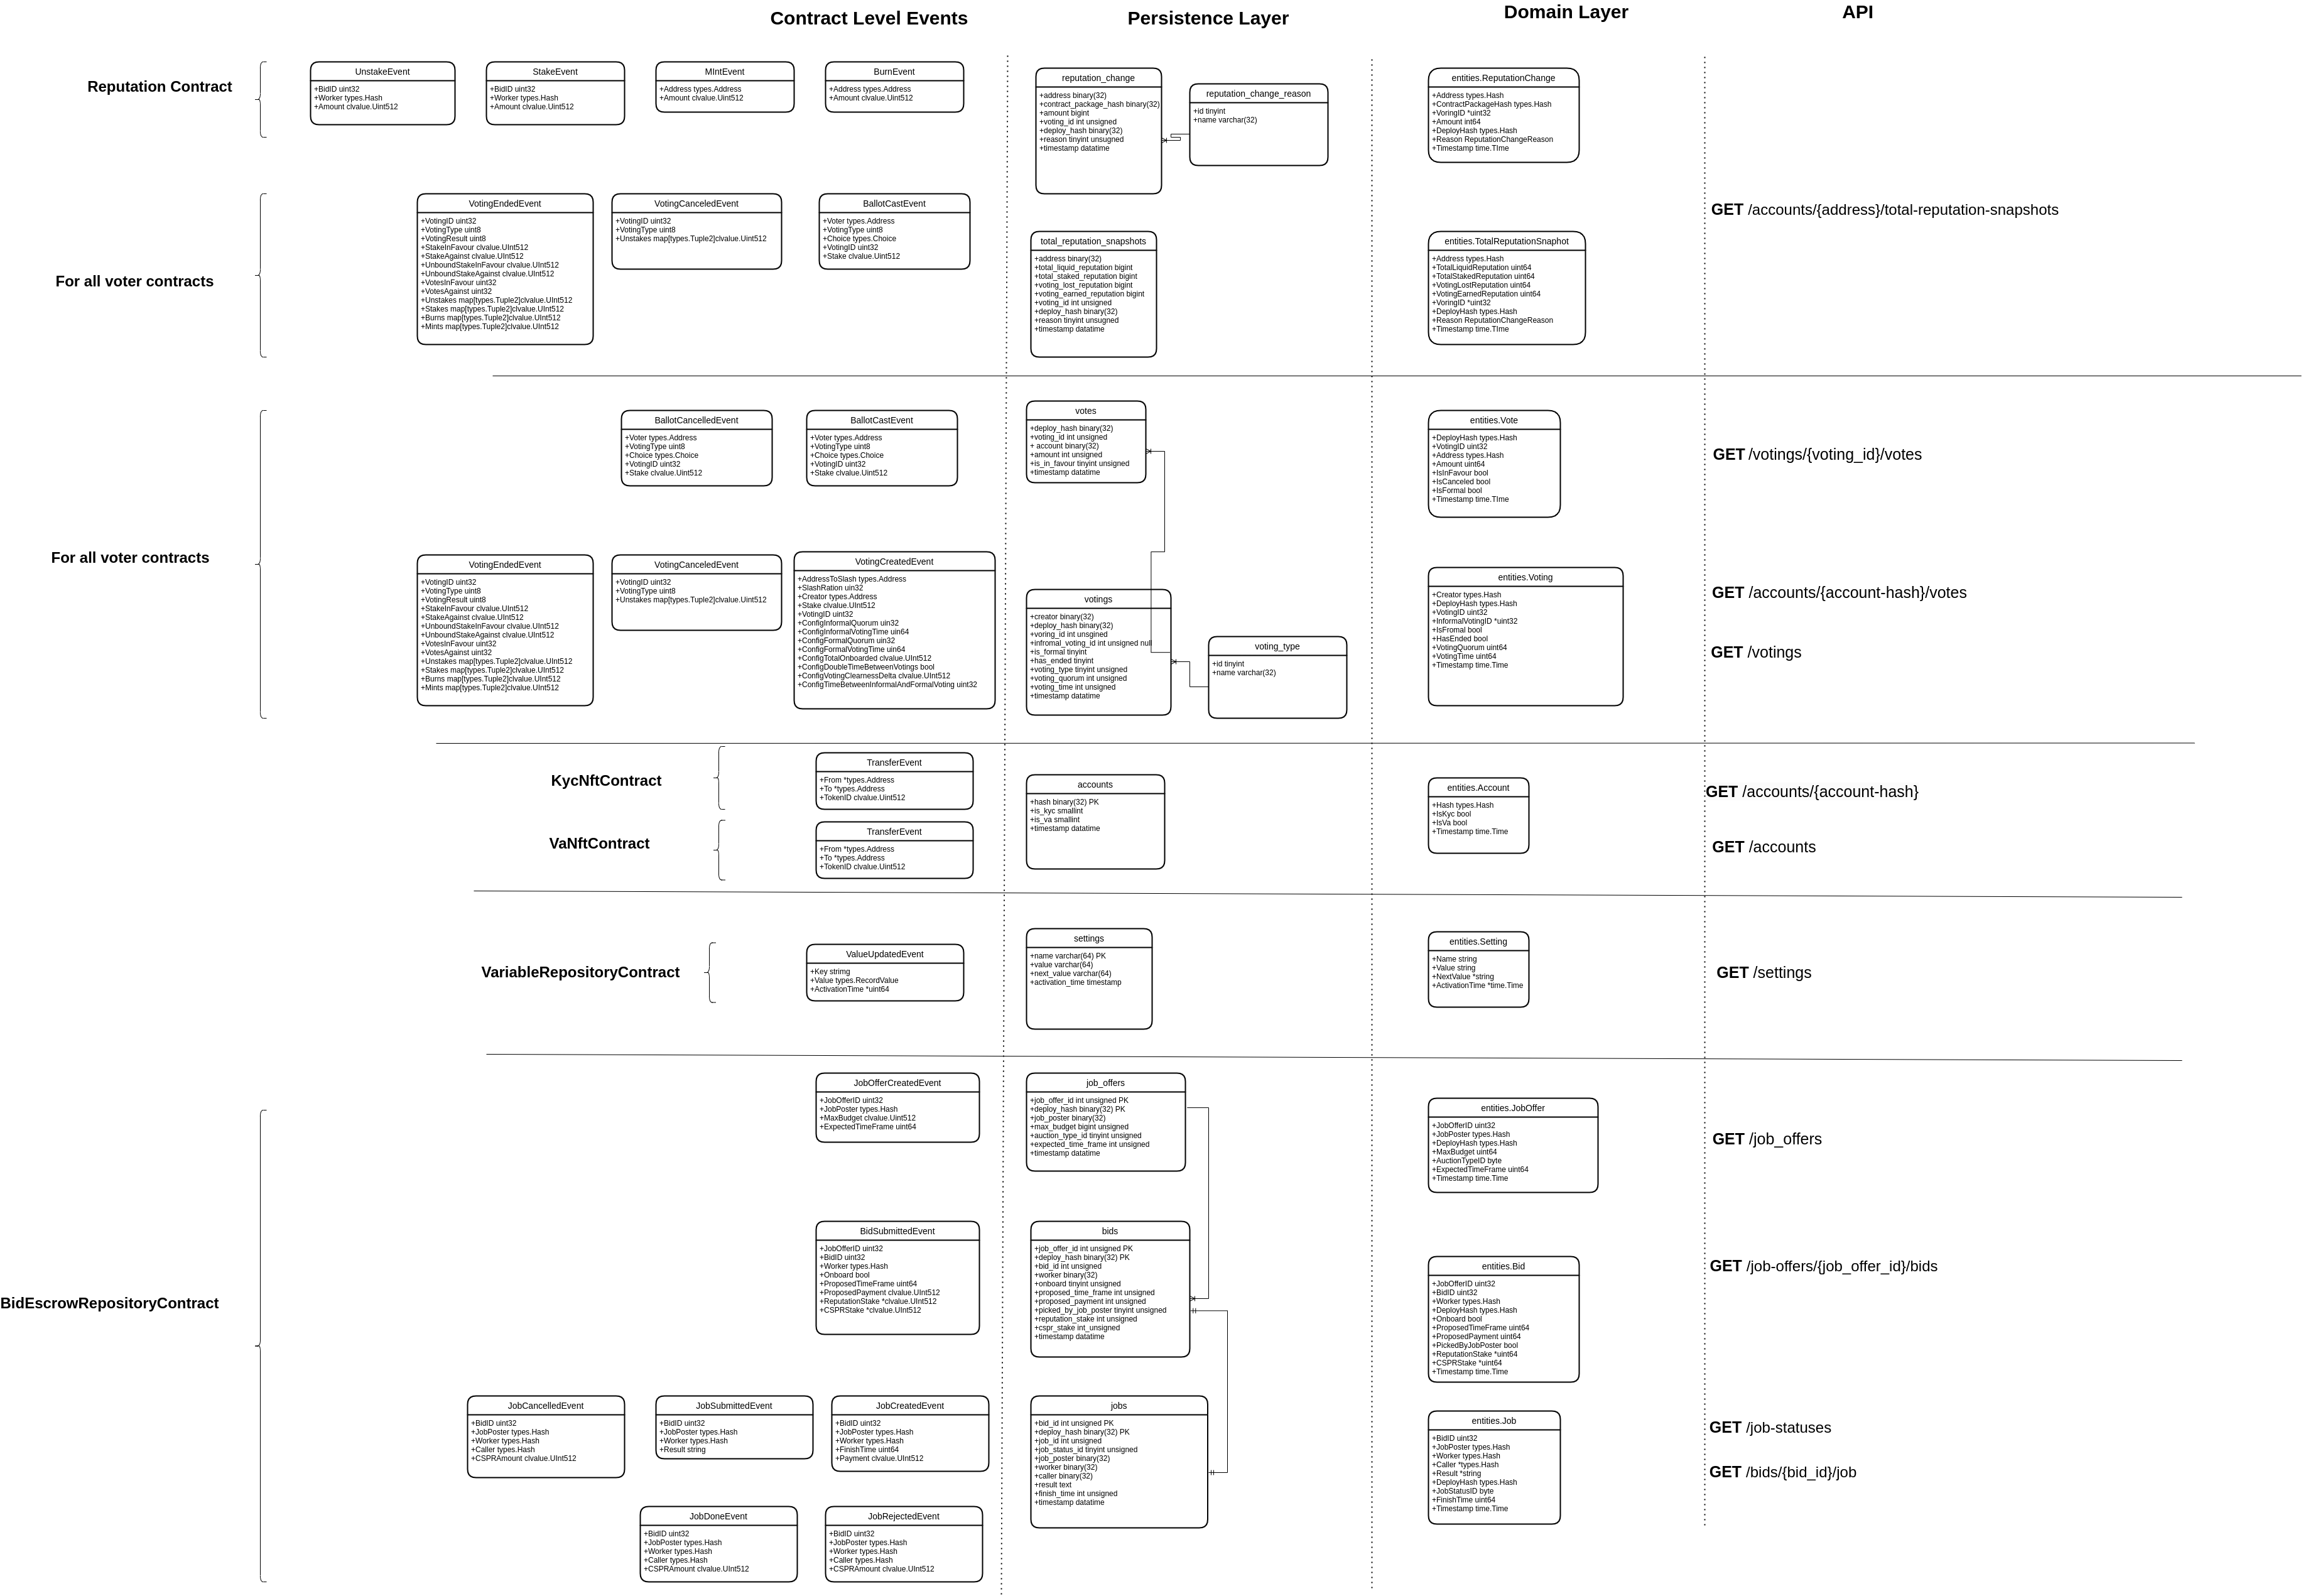 Contract Level Events
Persistence Layer
Domain Layer
API
Reputation Contract
UnstakeEvent
+BidID uint32
+Worker types.Hash
+Amount clvalue.Uint512
StakeEvent
+BidID uint32
+Worker types.Hash
+Amount clvalue.Uint512
MIntEvent
+Address types.Address
+Amount clvalue.Uint512
BurnEvent
+Address types.Address
+Amount clvalue.Uint512
reputation_change
+address binary(32)
+contract_package_hash binary(32)
+amount bigint
+voting_id int unsigned
+deploy_hash binary(32)
+reason tinyint unsugned
+timestamp datatime
reputation_change_reason
+id tinyint
+name varchar(32)
entities.ReputationChange
+Address types.Hash
+ContractPackageHash types.Hash
+VoringID *uint32
+Amount int64
+DeployHash types.Hash
+Reason ReputationChangeReason
+Timestamp time.TIme
For all voter contracts
VotingEndedEvent
+VotingID uint32
+VotingType uint8
+VotingResult uint8
+StakeInFavour clvalue.UInt512
+StakeAgainst clvalue.UInt512
+UnboundStakeInFavour clvalue.UInt512
+UnboundStakeAgainst clvalue.UInt512
+VotesInFavour uint32
+VotesAgainst uint32
+Unstakes map[types.Tuple2]clvalue.UInt512
+Stakes map[types.Tuple2]clvalue.UInt512
+Burns map[types.Tuple2]clvalue.UInt512
+Mints map[types.Tuple2]clvalue.UInt512
VotingCanceledEvent
+VotingID uint32
+VotingType uint8
+Unstakes map[types.Tuple2]clvalue.Uint512
BallotCastEvent
+Voter types.Address
+VotingType uint8
+Choice types.Choice
+VotingID uint32
+Stake clvalue.Uint512
total_reputation_snapshots
+address binary(32)
+total_liquid_reputation bigint
+total_staked_reputation bigint
+voting_lost_reputation bigint
+voting_earned_reputation bigint
+voting_id int unsigned
+deploy_hash binary(32)
+reason tinyint unsugned
+timestamp datatime
entities.TotalReputationSnaphot
+Address types.Hash
+TotalLiquidReputation uint64
+TotalStakedReputation uint64
+VotingLostReputation uint64
+VotingEarnedReputation uint64
+VoringID *uint32
+DeployHash types.Hash
+Reason ReputationChangeReason
+Timestamp time.TIme
GET /accounts/{address}/total-reputation-snapshots
For all voter contracts
BallotCancelledEvent
+Voter types.Address
+VotingType uint8
+Choice types.Choice
+VotingID uint32
+Stake clvalue.Uint512
BallotCastEvent
+Voter types.Address
+VotingType uint8
+Choice types.Choice
+VotingID uint32
+Stake clvalue.Uint512
votes
+deploy_hash binary(32)
+voting_id int unsigned
+ account binary(32)
+amount int unsigned
+is_in_favour tinyint unsigned
+timestamp datatime
entities.Vote
+DeployHash types.Hash
+VotingID uint32
+Address types.Hash
+Amount uint64
+IsInFavour bool
+IsCanceled bool
+IsFormal bool
+Timestamp time.TIme
GET /votings/{voting_id}/votes
VotingEndedEvent
+VotingID uint32
+VotingType uint8
+VotingResult uint8
+StakeInFavour clvalue.UInt512
+StakeAgainst clvalue.UInt512
+UnboundStakeInFavour clvalue.UInt512
+UnboundStakeAgainst clvalue.UInt512
+VotesInFavour uint32
+VotesAgainst uint32
+Unstakes map[types.Tuple2]clvalue.UInt512
+Stakes map[types.Tuple2]clvalue.UInt512
+Burns map[types.Tuple2]clvalue.UInt512
+Mints map[types.Tuple2]clvalue.UInt512
VotingCanceledEvent
+VotingID uint32
+VotingType uint8
+Unstakes map[types.Tuple2]clvalue.Uint512
VotingCreatedEvent
+AddressToSlash types.Address
+SlashRation uin32
+Creator types.Address
+Stake clvalue.UInt512
+VotingID uint32
+ConfigInformalQuorum uin32
+ConfigInformalVotingTime uin64
+ConfigFormalQuorum uin32
+ConfigFormalVotingTime uin64
+ConfigTotalOnboarded clvalue.UInt512
+ConfigDoubleTimeBetweenVotings bool
+ConfigVotingClearnessDelta clvalue.UInt512
+ConfigTimeBetweenInformalAndFormalVoting uint32
votings
+creator binary(32)
+deploy_hash binary(32)
+voring_id int unsgined
+infromal_voting_id int unsigned null
+is_formal tinyint
+has_ended tinyint
+voting_type tinyint unsigned
+voting_quorum int unsigned
+voting_time int unsigned
+timestamp datatime
voting_type
+id tinyint
+name varchar(32)
entities.Voting
+Creator types.Hash
+DeployHash types.Hash
+VotingID uint32
+InformalVotingID *uint32
+IsFromal bool
+HasEnded bool
+VotingQuorum uint64
+VotingTime uint64
+Timestamp time.Time
GET /accounts/{account-hash}/votes
GET /votings
KycNftContract
TransferEvent
+From *types.Address
+To *types.Address
+TokenID clvalue.Uint512
VaNftContract
TransferEvent
+From *types.Address
+To *types.Address
+TokenID clvalue.Uint512
accounts
+hash binary(32) PK
+is_kyc smallint
+is_va smallint
+timestamp datatime
entities.Account
+Hash types.Hash
+IsKyc bool
+IsVa bool
+Timestamp time.Time
GET /accounts/{account-hash}
GET /accounts
VariableRepositoryContract
ValueUpdatedEvent
+Key strimg
+Value types.RecordValue
+ActivationTime *uint64
settings
+name varchar(64) PK
+value varchar(64)
+next_value varchar(64)
+activation_time timestamp
entities.Setting
+Name string
+Value string
+NextValue *string
+ActivationTime *time.Time
GET /settings
BidEscrowRepositoryContract
JobOfferCreatedEvent
+JobOfferID uint32
+JobPoster types.Hash
+MaxBudget clvalue.Uint512
+ExpectedTimeFrame uint64
job_offers
+job_offer_id int unsigned PK
+deploy_hash binary(32) PK
+job_poster binary(32)
+max_budget bigint unsigned
+auction_type_id tinyint unsigned
+expected_time_frame int unsigned
+timestamp datatime
entities.JobOffer
+JobOfferID uint32
+JobPoster types.Hash
+DeployHash types.Hash
+MaxBudget uint64
+AuctionTypeID byte
+ExpectedTimeFrame uint64
+Timestamp time.Time
GET /job_offers
BidSubmittedEvent
+JobOfferID uint32
+BidID uint32
+Worker types.Hash
+Onboard bool
+ProposedTimeFrame uint64
+ProposedPayment clvalue.UInt512
+ReputationStake *clvalue.UInt512
+CSPRStake *clvalue.UInt512
bids
+job_offer_id int unsigned PK
+deploy_hash binary(32) PK
+bid_id int unsigned
+worker binary(32)
+onboard tinyint unsigned
+proposed_time_frame int unsigned
+proposed_payment int unsigned
+picked_by_job_poster tinyint unsigned
+reputation_stake int unsigned
+cspr_stake int_unsigned
+timestamp datatime
entities.Bid
+JobOfferID uint32
+BidID uint32
+Worker types.Hash
+DeployHash types.Hash
+Onboard bool
+ProposedTimeFrame uint64
+ProposedPayment uint64
+PickedByJobPoster bool
+ReputationStake *uint64
+CSPRStake *uint64
+Timestamp time.Time
GET /job-offers/{job_offer_id}/bids
JobCancelledEvent
+BidID uint32
+JobPoster types.Hash
+Worker types.Hash
+Caller types.Hash
+CSPRAmount clvalue.UInt512
JobSubmittedEvent
+BidID uint32
+JobPoster types.Hash
+Worker types.Hash
+Result string
JobCreatedEvent
+BidID uint32
+JobPoster types.Hash
+Worker types.Hash
+FinishTime uint64
+Payment clvalue.UInt512
jobs
+bid_id int unsigned PK
+deploy_hash binary(32) PK
+job_id int unsigned
+job_status_id tinyint unsigned
+job_poster binary(32)
+worker binary(32)
+caller binary(32)
+result text
+finish_time int unsigned
+timestamp datatime
entities.Job
+BidID uint32
+JobPoster types.Hash
+Worker types.Hash
+Caller *types.Hash
+Result *string
+DeployHash types.Hash
+JobStatusID byte
+FinishTime uint64
+Timestamp time.Time
GET /job-statuses
GET /bids/{bid_id}/job
JobDoneEvent
+BidID uint32
+JobPoster types.Hash
+Worker types.Hash
+Caller types.Hash
+CSPRAmount clvalue.UInt512
JobRejectedEvent
+BidID uint32
+JobPoster types.Hash
+Worker types.Hash
+Caller types.Hash
+CSPRAmount clvalue.UInt512